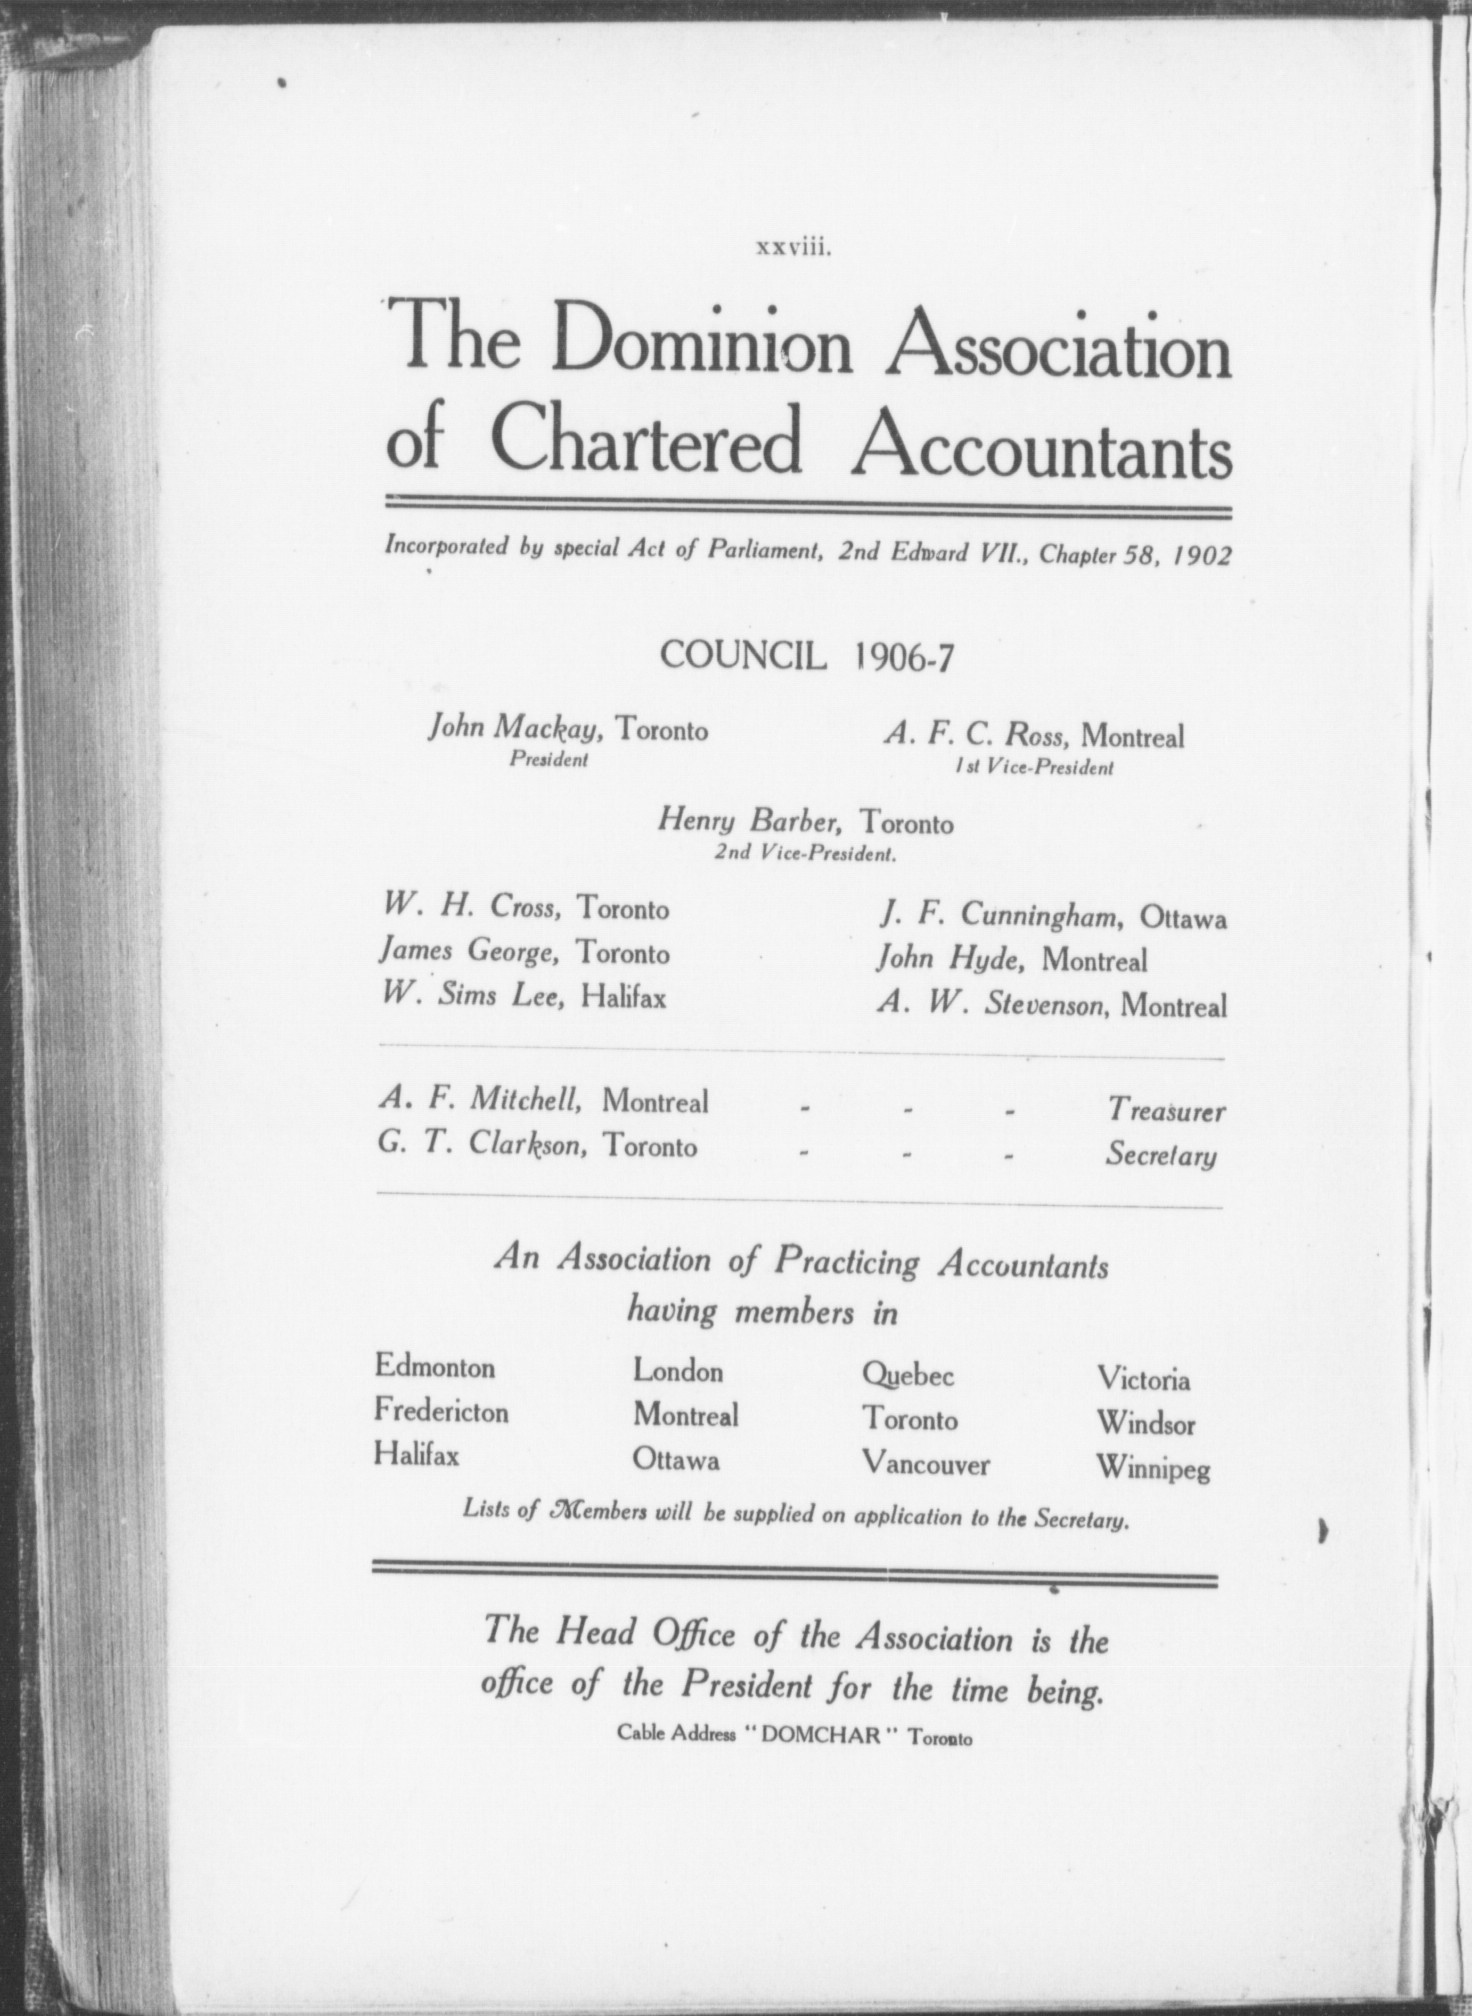 xxviii.
The Dominion Association
of Chartered Accountants
Incorporated by special Act of Parliament, 2nd Edward VII., Chapter 58, 1902
COUNCIL 1906-7
John Mackay, Toronto
President
A. F. C. Ross, Montreal
1st Vice-President
Henry Barber, Toronto
2nd Vice-President.
W. H. Cross, Toronto
James George, Toronto
W. Sims Lee, Halifax
J. F. Cunningham, Ottawa
John Hyde, Montreal
A. W. Stevenson, Montreal
A. F. Mitchell, Montreal - - - Treasurer
G. T. Clarkson, Toronto - - - Secretary
An Association of Practicing Accountants
having members in
Edmonton London Quebec Victoria
Fredericton Montreal Toronto Windsor
Halifax Ottawa Vancouver Winnipeg
Lists of Members will be supplied on application to the Secretary.
The Head Office of the Association is the
office of the President for the time being.
Cable Address "DOMCHAR" Toronto